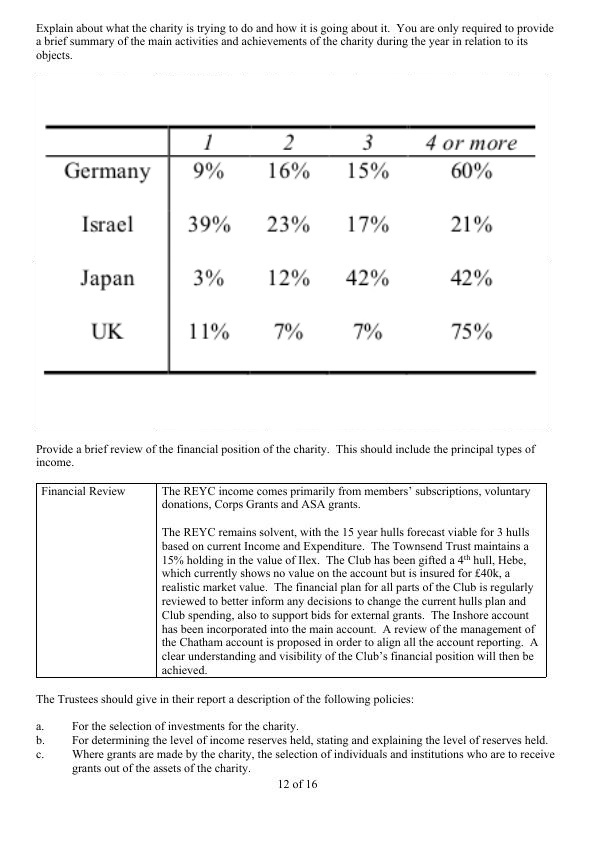 Explain about what the charity is trying to do and how it is going about it.  You are only required to provide
a brief summary of the main activities and achievements of the charity during the year in relation to its
objects.
1 2 3 4 or more
Germany 9% 16% 15% 60%
Israel 39% 23% 17% 21%
Japan 3% 12% 42% 42%
UK 11% 7% 7% 75%
Provide a brief review of the financial position of the charity.  This should include the principal types of
income.
Financial Review The REYC income comes primarily from members’ subscriptions, voluntary
donations, Corps Grants and ASA grants.
The REYC remains solvent, with the 15 year hulls forecast viable for 3 hulls
based on current Income and Expenditure.  The Townsend Trust maintains a
15% holding in the value of Ilex.  The Club has been gifted a 4th hull, Hebe,
which currently shows no value on the account but is insured for £40k, a
realistic market value.  The financial plan for all parts of the Club is regularly
reviewed to better inform any decisions to change the current hulls plan and
Club spending, also to support bids for external grants.  The Inshore account
has been incorporated into the main account.  A review of the management of
the Chatham account is proposed in order to align all the account reporting.  A
clear understanding and visibility of the Club’s financial position will then be
achieved.
The Trustees should give in their report a description of the following policies:
a. For the selection of investments for the charity.
b. For determining the level of income reserves held, stating and explaining the level of reserves held.
c. Where grants are made by the charity, the selection of individuals and institutions who are to receive
grants out of the assets of the charity.
12 of 16